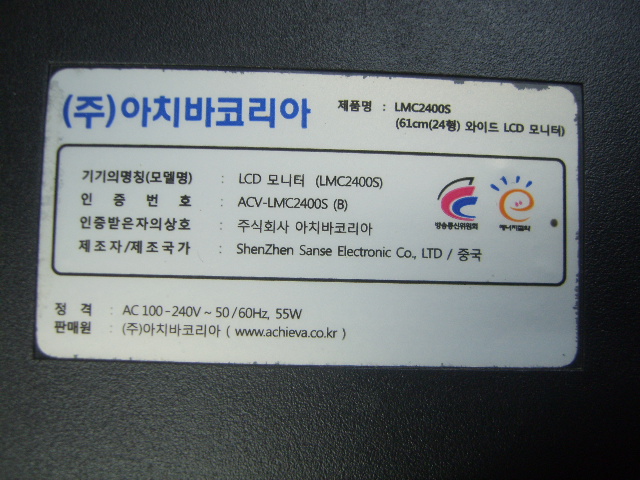 (주)아치바코리아
제품명 : LMC2400S
(61cm(24형) 와이드 LCD 모니터)
기기의명칭(모델명) : LCD 모니터 (LMC2400S)
인 증 번 호 : ACV-LMC2400S (B)
인증받은자의상호 : 주식회사 아치바코리아
제조자/제조국가 : ShenZhen Sanse Electronic Co., LTD / 중국
방송통신위원회
에너지절약
정 격 : AC 100-240V ~ 50/60Hz, 55W
판매원 : (주)아치바코리아 ( www.achieva.co.kr )